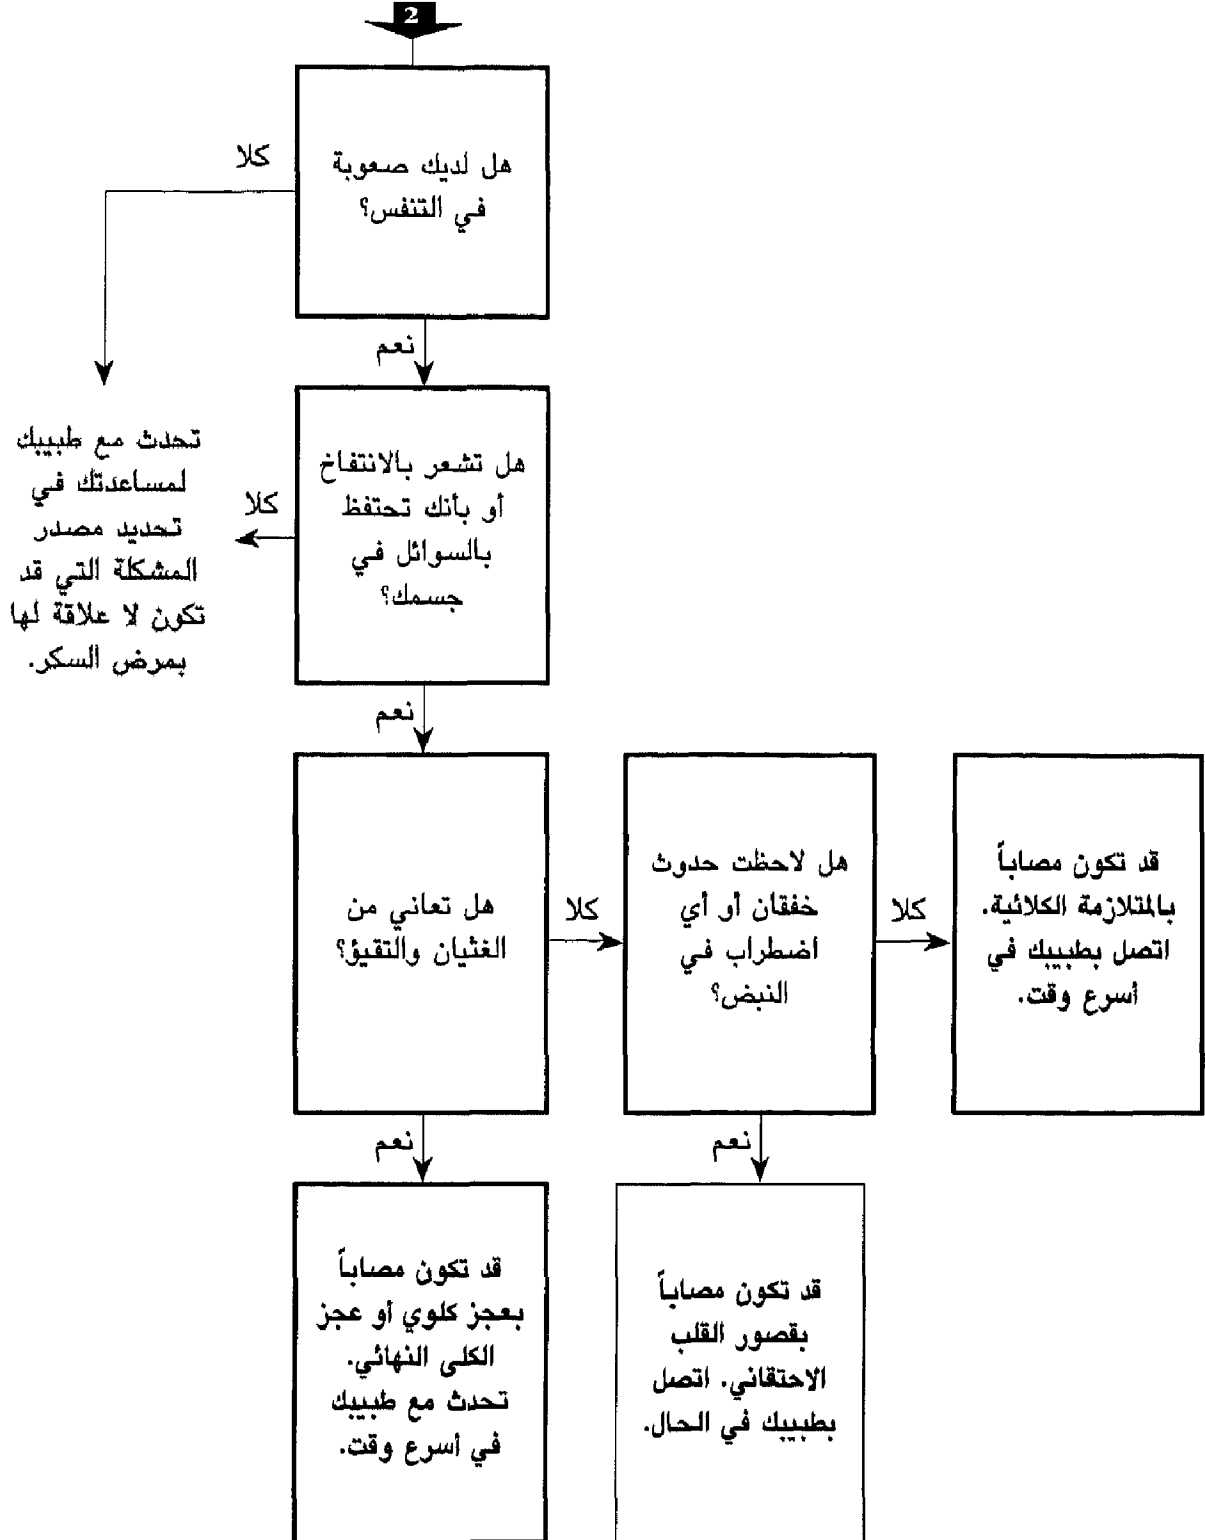 2
هل لديك صعوبة
في التنفس؟
كلا
نعم
هل تشعر بالانتفاخ
أو بأنك تحتفظ
بالسوائل في
جسمك؟
كلا
تحدث مع طبيبك
لمساعدتك في
تحديد مصدر
المشكلة التي قد
تكون لا علاقة لها
بمرض السكر.
نعم
هل تعاني من
الغثيان والتقيؤ؟
كلا
هل لاحظت حدوث
خفقان أو أي
اضطراب في
النبض؟
كلا
قد تكون مصاباً
بالمتلازمة الكلائية.
اتصل بطبيبك في
أسرع وقت.
نعم
نعم
قد تكون مصاباً
بعجز كلوي أو عجز
الكلى النهائي.
تحدث مع طبيبك
في أسرع وقت.
قد تكون مصاباً
بقصور القلب
الاحتقاني. اتصل
بطبيبك في الحال.